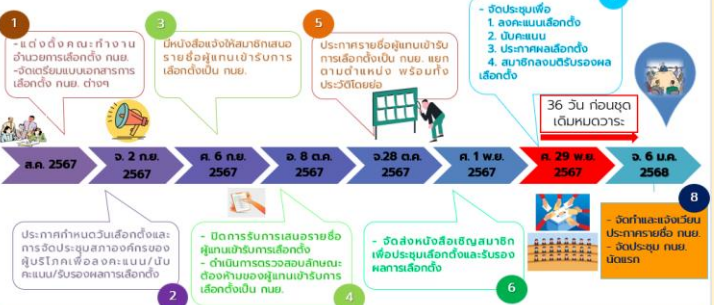 1
-แต่งตั้งคณะทำงาน
อำนวยการเลือกตั้ง กนย.
-จัดเตรียมแบบเอกสารการ
เลือกตั้ง กนย. ต่างๆ
3
มีหนังสือแจ้งให้สมาชิกเสนอ
รายชื่อผู้แทนเข้ารับการ
เลือกตั้งเป็น กนย.
5
ประกาศรายชื่อผู้แทนเข้ารับ
การเลือกตั้งเป็น กนย. แยก
ตามตำแหน่ง พร้อมทั้ง
ประวัติโดยย่อ
- จัดประชุมเพื่อ
1. ลงคะแนนเลือกตั้ง
2. นับคะแนน
3. ประกาศผลเลือกตั้ง
4. สมาชิกลงมติรับรองผล
เลือกตั้ง
36 วัน ก่อนชุด
เดิมหมดวาระ
ส.ค. 2567
จ. 2 ก.ย.
2567
ศ. 6 ก.ย.
2567
อ. 8 ต.ค.
2567
จ.28 ต.ค.
2567
ศ. 1 พ.ย.
2567
ศ. 29 พ.ย.
2567
จ. 6 ม.ค.
2568
ประกาศกำหนดวันเลือกตั้งและ
การจัดประชุมสภาองค์กรของ
ผู้บริโภคเพื่อลงคะแนน/นับ
คะแนน/รับรองผลการเลือกตั้ง
2
- ปิดการรับการเสนอรายชื่อ
ผู้แทนเข้ารับการเลือกตั้ง
- ดำเนินการตรวจสอบลักษณะ
ต้องห้ามของผู้แทนเข้ารับการ
เลือกตั้งเป็น กนย.
4
- จัดส่งหนังสือเชิญสมาชิก
เพื่อประชุมเลือกตั้งและรับรอง
ผลการเลือกตั้ง
6
8
- จัดทำและแจ้งเวียน
ประกาศรายชื่อ กนย.
- จัดประชุม กนย.
นัดแรก